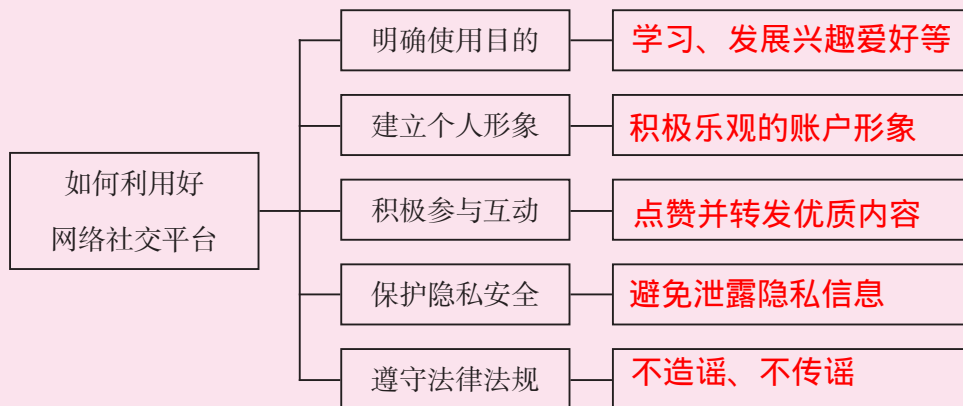 如何利用好
网络社交平台
明确使用目的
学习、发展兴趣爱好等
建立个人形象
积极乐观的账户形象
积极参与互动
点赞并转发优质内容
保护隐私安全
避免泄露隐私信息
遵守法律法规
不造谣、不传谣